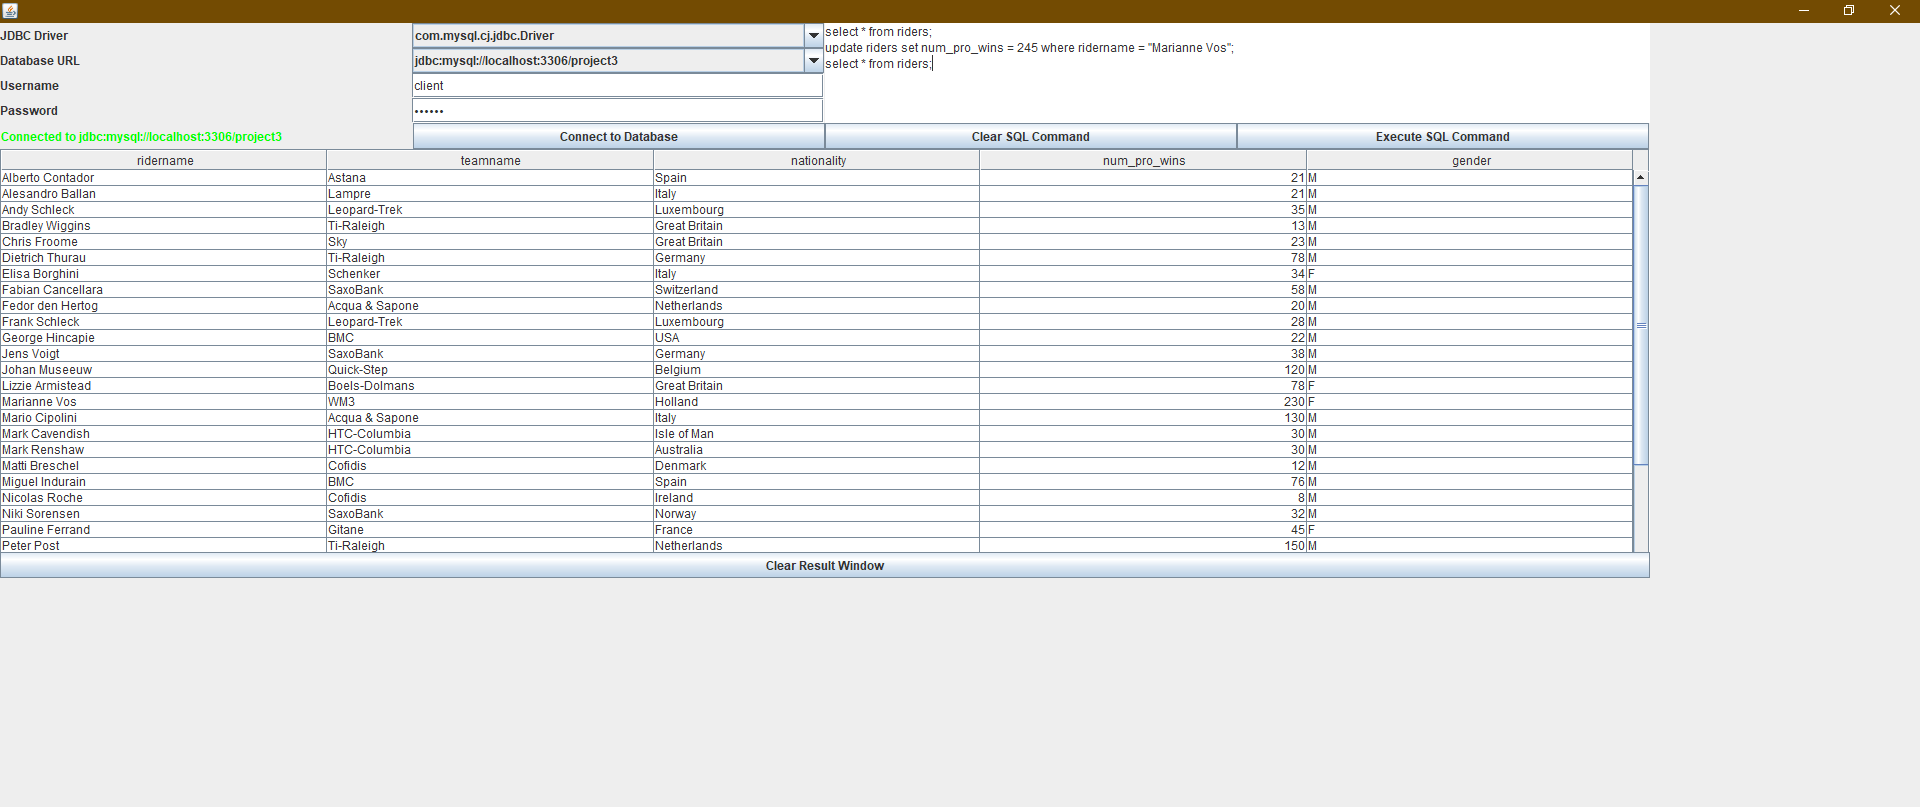 JDBC Driver com.mysql.cj.jdbc.Driver
Database URL jdbc:mysql://localhost:3306/project3
Username client
Password ••••••
select * from riders;
update riders set num_pro_wins = 245 where ridername = "Marianne Vos";
select * from riders;
Connected to jdbc:mysql://localhost:3306/project3 Connect to Database Clear SQL Command Execute SQL Command
ridername teamname nationality num_pro_wins gender
Alberto Contador Astana Spain 21 M
Alesandro Ballan Lampre Italy 21 M
Andy Schleck Leopard-Trek Luxembourg 35 M
Bradley Wiggins Ti-Raleigh Great Britain 13 M
Chris Froome Sky Great Britain 23 M
Dietrich Thurau Ti-Raleigh Germany 78 M
Elisa Borghini Schenker Italy 34 F
Fabian Cancellara SaxoBank Switzerland 58 M
Fedor den Hertog Acqua & Sapone Netherlands 20 M
Frank Schleck Leopard-Trek Luxembourg 28 M
George Hincapie BMC USA 22 M
Jens Voigt SaxoBank Germany 38 M
Johan Museeuw Quick-Step Belgium 120 M
Lizzie Armistead Boels-Dolmans Great Britain 78 F
Marianne Vos WM3 Holland 230 F
Mario Cipolini Acqua & Sapone Italy 130 M
Mark Cavendish HTC-Columbia Isle of Man 30 M
Mark Renshaw HTC-Columbia Australia 30 M
Matti Breschel Cofidis Denmark 12 M
Miguel Indurain BMC Spain 76 M
Nicolas Roche Cofidis Ireland 8 M
Niki Sorensen SaxoBank Norway 32 M
Pauline Ferrand Gitane France 45 F
Peter Post Ti-Raleigh Netherlands 150 M
Clear Result Window